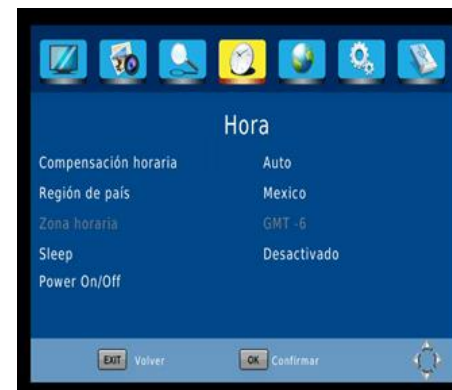 Hora
Compensación horaria Auto
Región de país Mexico
Zona horaria GMT -6
Sleep Desactivado
Power On/Off
EXIT Volver OK Confirmar